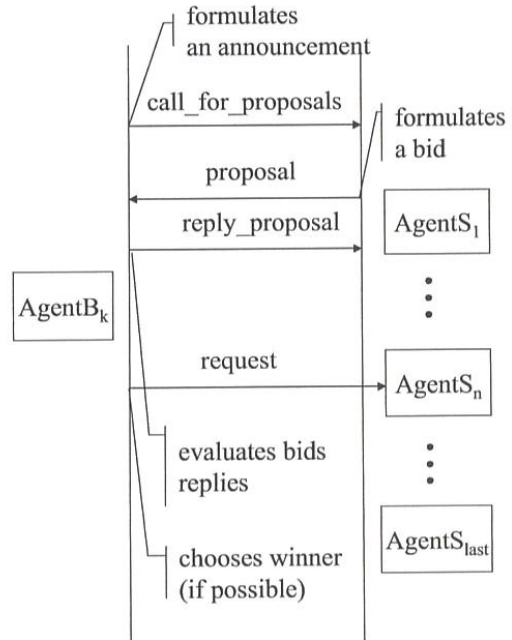 formulates
an announcement
call_for_proposals
formulates
a bid
proposal
reply_proposal
AgentS₁
AgentBₖ
request
AgentSₙ
evaluates bids
replies
AgentSₗₐₛₜ
chooses winner
(if possible)